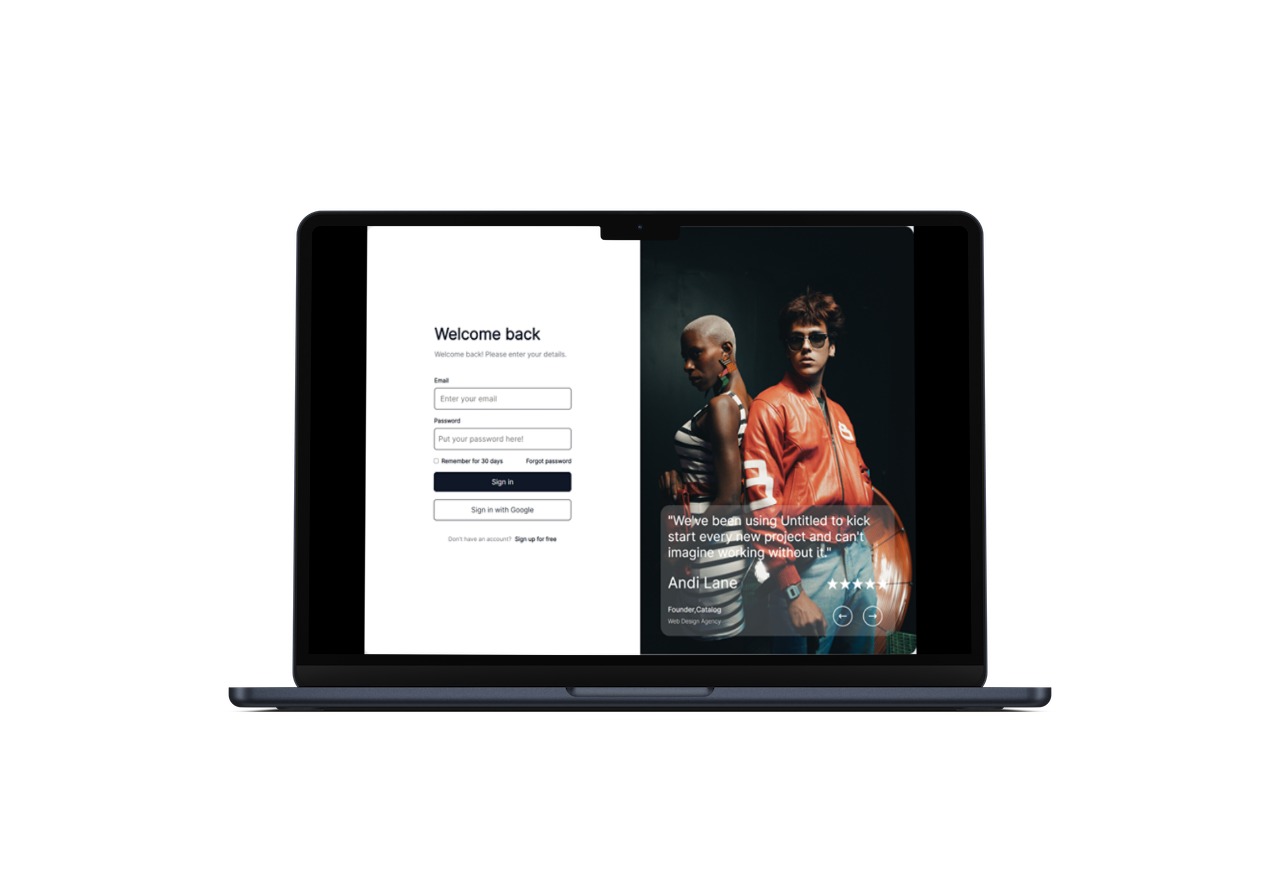 Welcome back
Welcome back! Please enter your details.
Email
Enter your email
Password
Put your password here!
Remember for 30 days Forgot password
Sign in
Sign in with Google
Don't have an account? Sign up for free
"We've been using Untitled to kick
start every new project and can't
imagine working without it."
Andi Lane ★★★★★
Founder,Catalog
Web Design Agency
← →